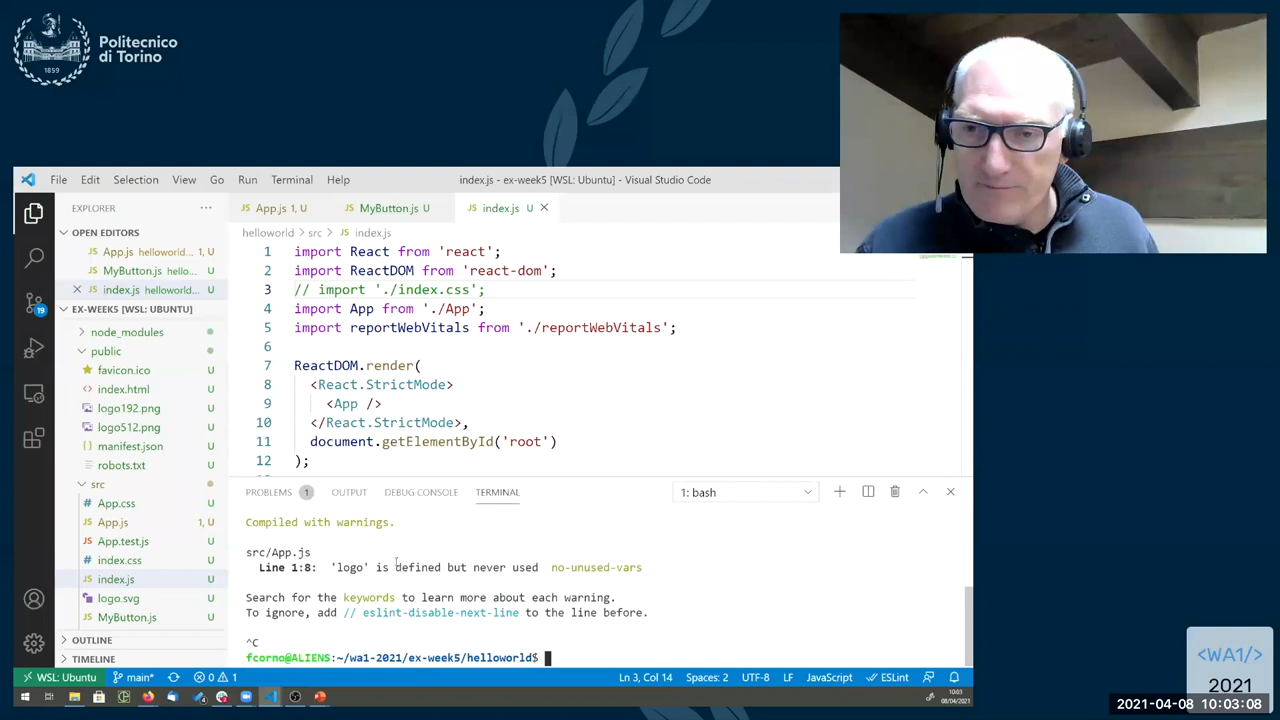 Politecnico
di Torino
1859
File Edit Selection View Go Run Terminal Help
index.js - ex-week5 [WSL: Ubuntu] - Visual Studio Code
EXPLORER
OPEN EDITORS
JS App.js helloworld... 1, U
JS MyButton.js hello... U
JS index.js helloworld... U
EX-WEEK5 [WSL: UBUNTU]
19
node_modules
public
favicon.ico U
index.html U
logo192.png U
logo512.png U
manifest.json U
robots.txt U
src
App.css U
JS App.js 1, U
JS App.test.js U
index.css U
JS index.js U
logo.svg U
JS MyButton.js U
OUTLINE
TIMELINE
JS App.js 1, U
JS MyButton.js U
JS index.js U
helloworld > src > JS index.js
1 import React from 'react';
2 import ReactDOM from 'react-dom';
3 // import './index.css';
4 import App from './App';
5 import reportWebVitals from './reportWebVitals';
6
7 ReactDOM.render(
8 <React.StrictMode>
9 <App />
10 </React.StrictMode>,
11 document.getElementById('root')
12 );
PROBLEMS 1 OUTPUT DEBUG CONSOLE TERMINAL
1: bash
Compiled with warnings.
src/App.js
Line 1:8: 'logo' is defined but never used no-unused-vars
Search for the keywords to learn more about each warning.
To ignore, add // eslint-disable-next-line to the line before.
^C
fcorno@ALIENS:~/wa1-2021/ex-week5/helloworld$
WSL: Ubuntu main* 0 1
Ln 3, Col 14 Spaces: 2 UTF-8 LF JavaScript ESLint
10:03
08/04/2021
<WA1/>
2021
2021-04-08 10:03:08